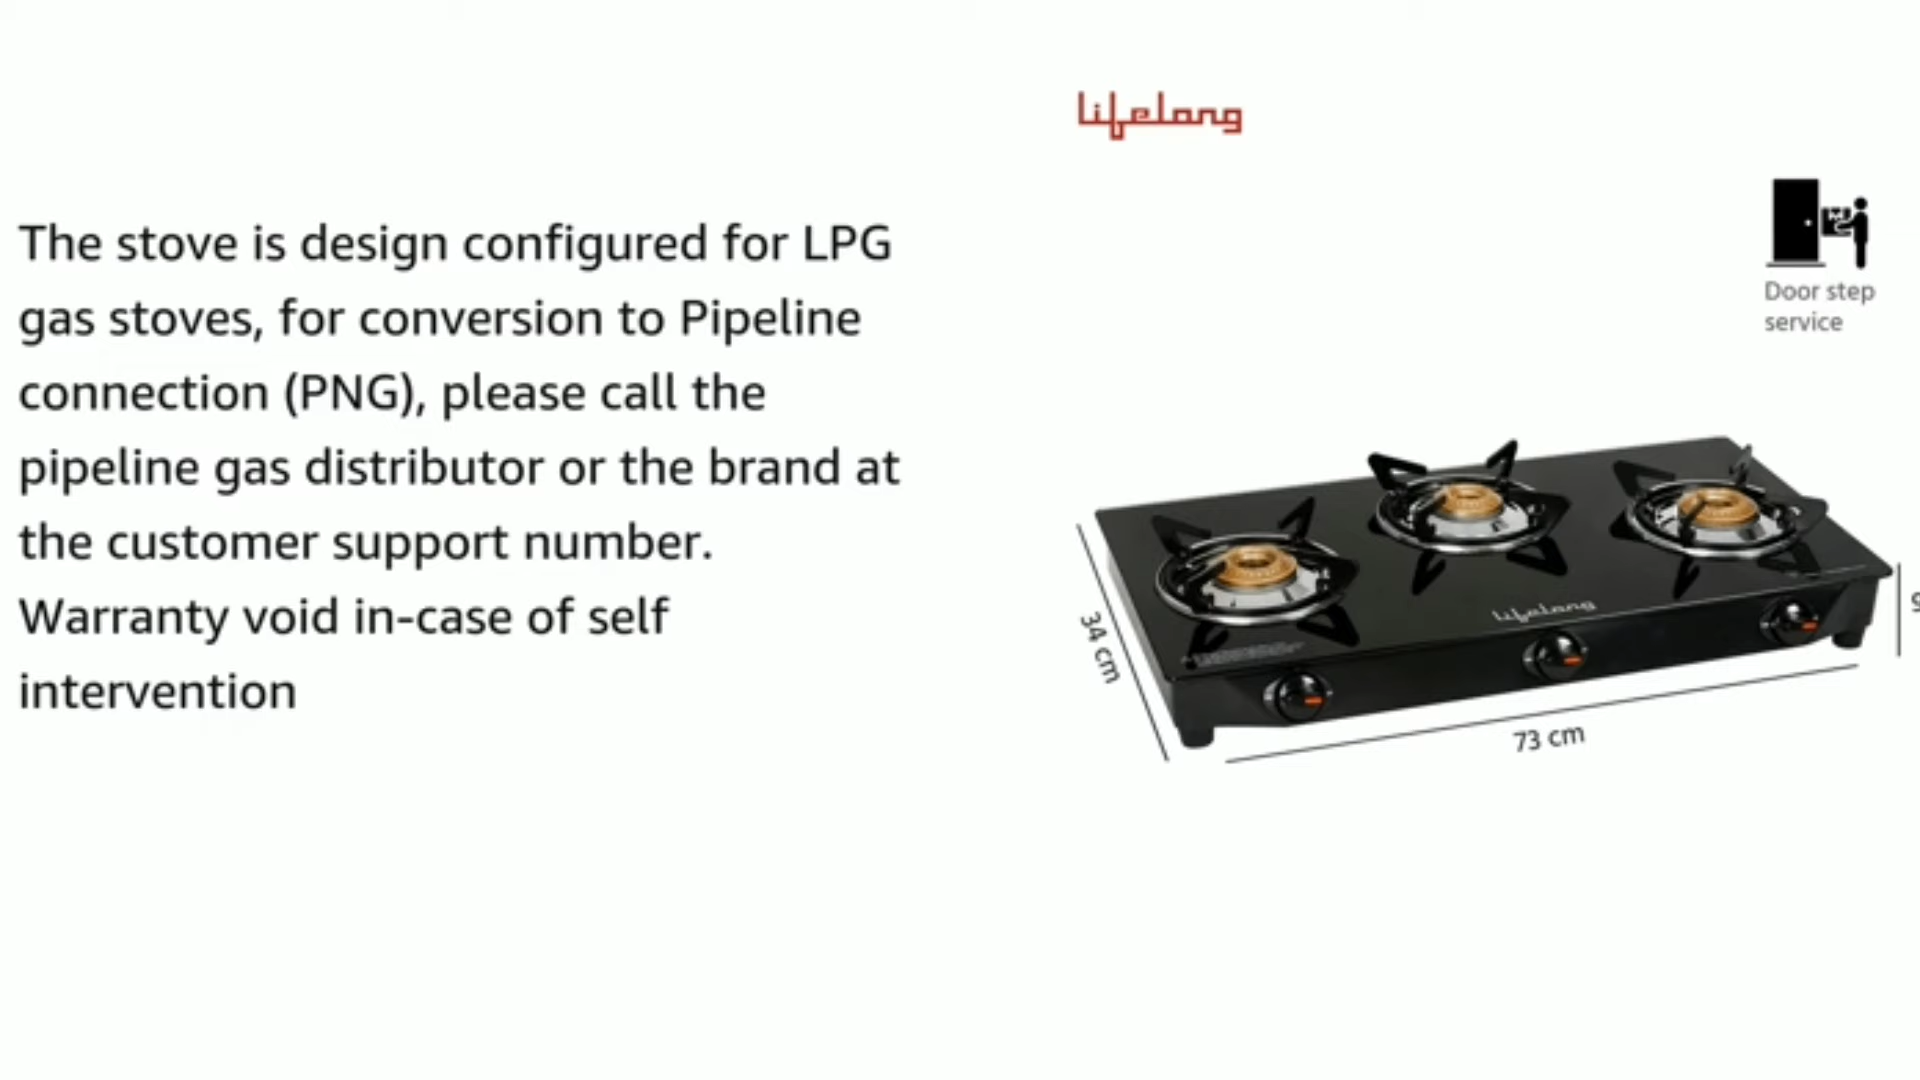 The stove is design configured for LPG
gas stoves, for conversion to Pipeline
connection (PNG), please call the
pipeline gas distributor or the brand at
the customer support number.
Warranty void in-case of self
intervention
lifelong
Door step
service
lifelong
34 cm
73 cm